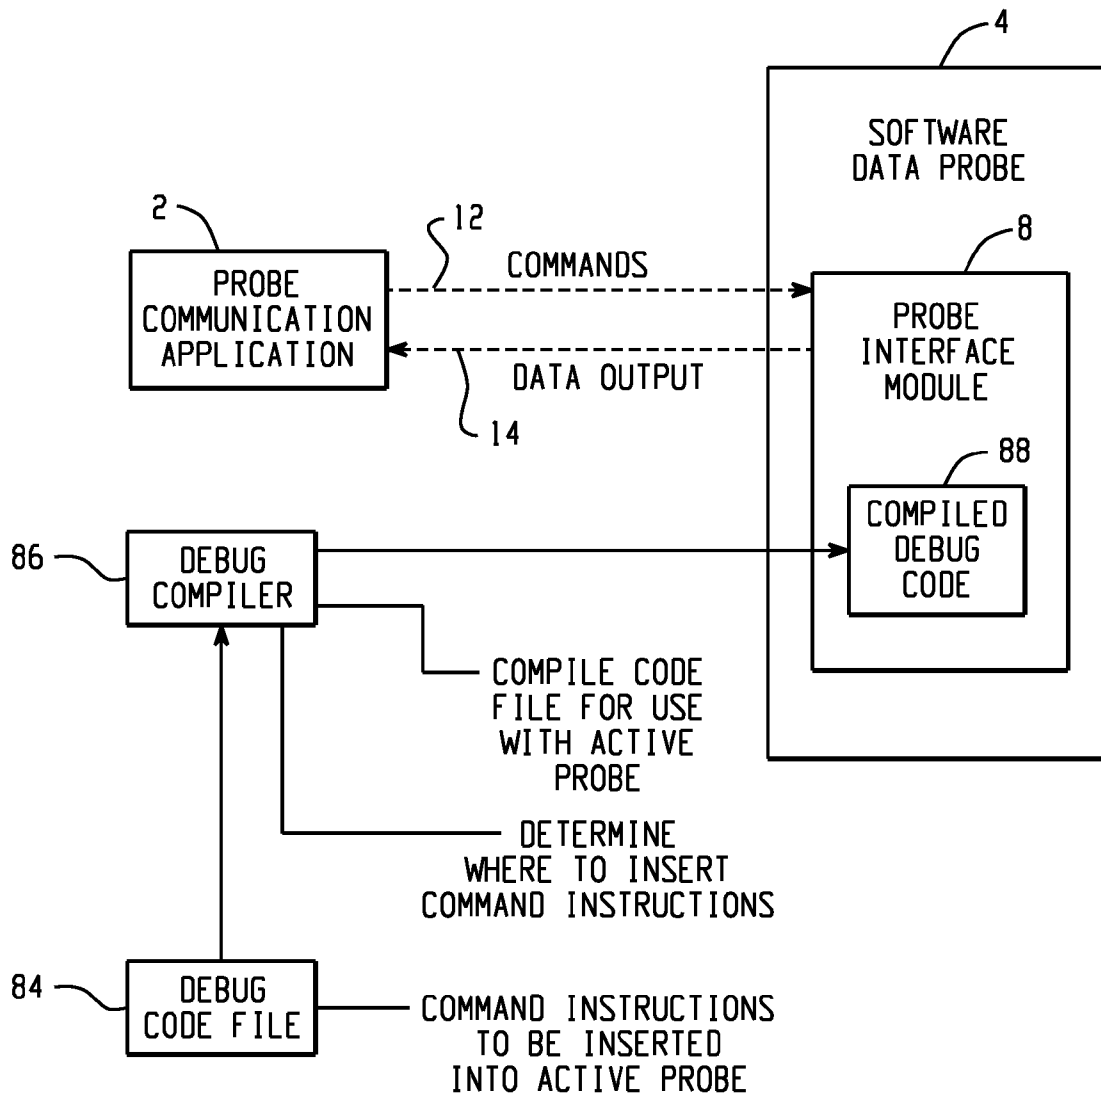 4
SOFTWARE
DATA PROBE
2
12
COMMANDS
8
PROBE
COMMUNICATION
APPLICATION
PROBE
INTERFACE
MODULE
DATA OUTPUT
14
88
COMPILED
DEBUG
CODE
86
DEBUG
COMPILER
COMPILE CODE
FILE FOR USE
WITH ACTIVE
PROBE
DETERMINE
WHERE TO INSERT
COMMAND INSTRUCTIONS
84
DEBUG
CODE FILE
COMMAND INSTRUCTIONS
TO BE INSERTED
INTO ACTIVE PROBE